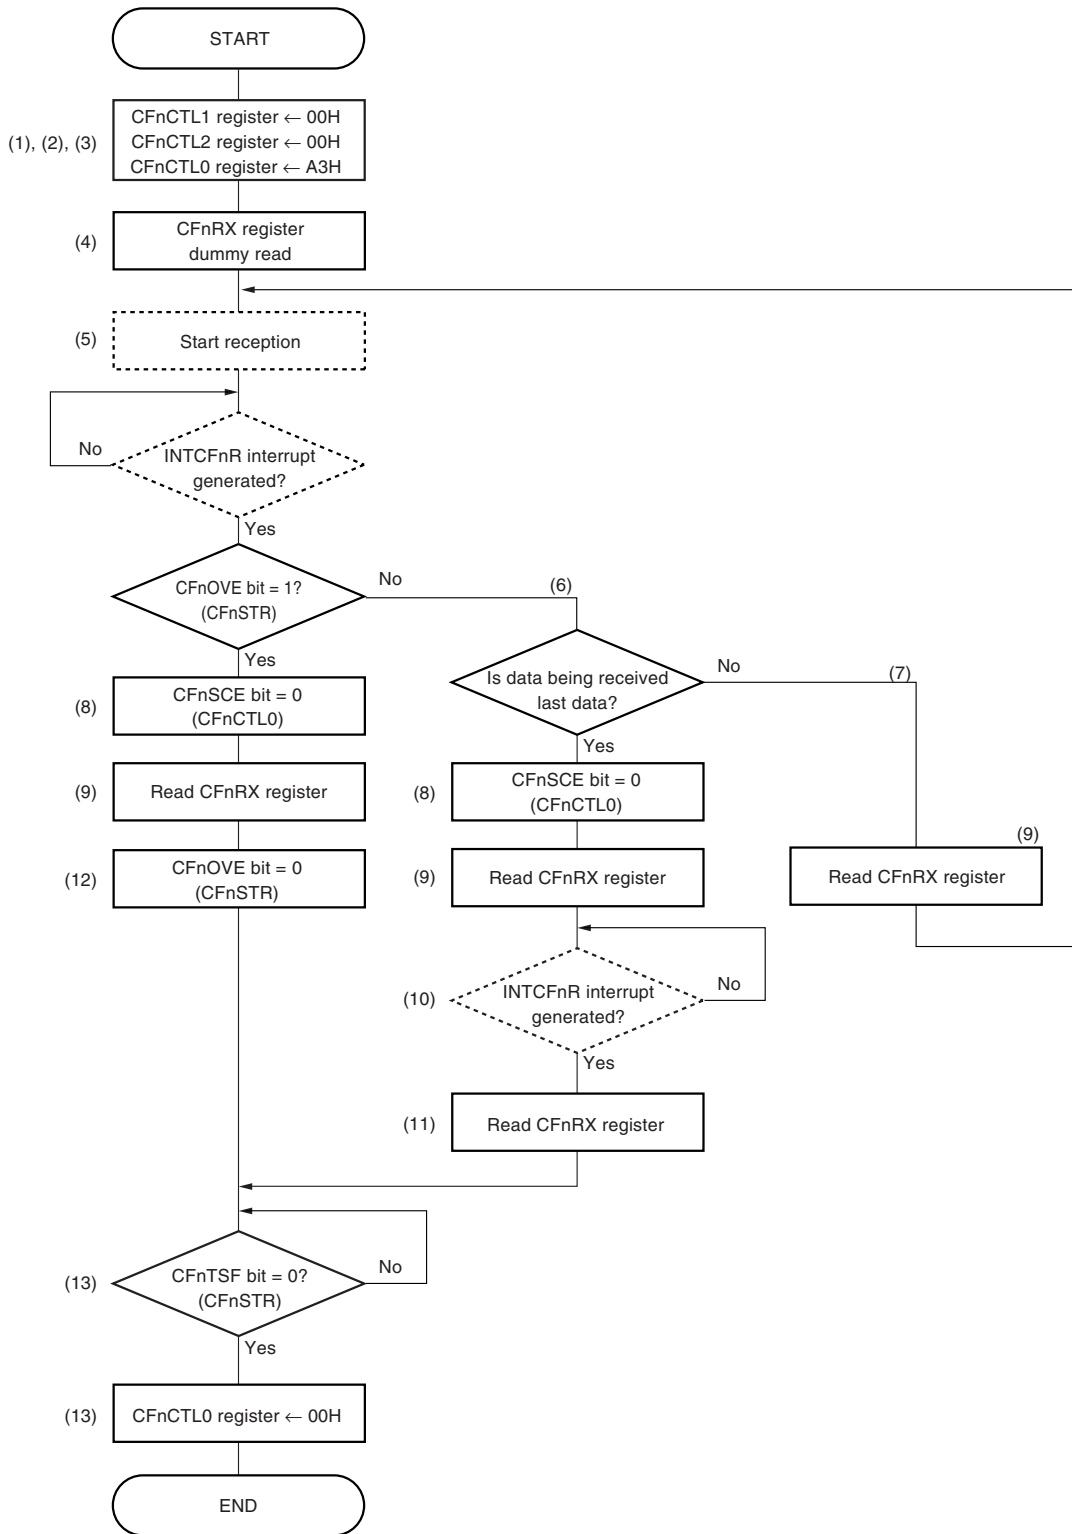 START
(1), (2), (3)
CFnCTL1 register ← 00H
CFnCTL2 register ← 00H
CFnCTL0 register ← A3H
(4)
CFnRX register
dummy read
(5)
Start reception
No
INTCFnR interrupt
generated?
Yes
CFnOVE bit = 1?
(CFnSTR)
No
(6)
Yes
Is data being received
last data?
No
(7)
Yes
(8)
CFnSCE bit = 0
(CFnCTL0)
(9)
Read CFnRX register
(12)
CFnOVE bit = 0
(CFnSTR)
(8)
CFnSCE bit = 0
(CFnCTL0)
(9)
Read CFnRX register
(9)
Read CFnRX register
(10)
INTCFnR interrupt
generated?
No
Yes
(11)
Read CFnRX register
(13)
CFnTSF bit = 0?
(CFnSTR)
No
Yes
(13)
CFnCTL0 register ← 00H
END